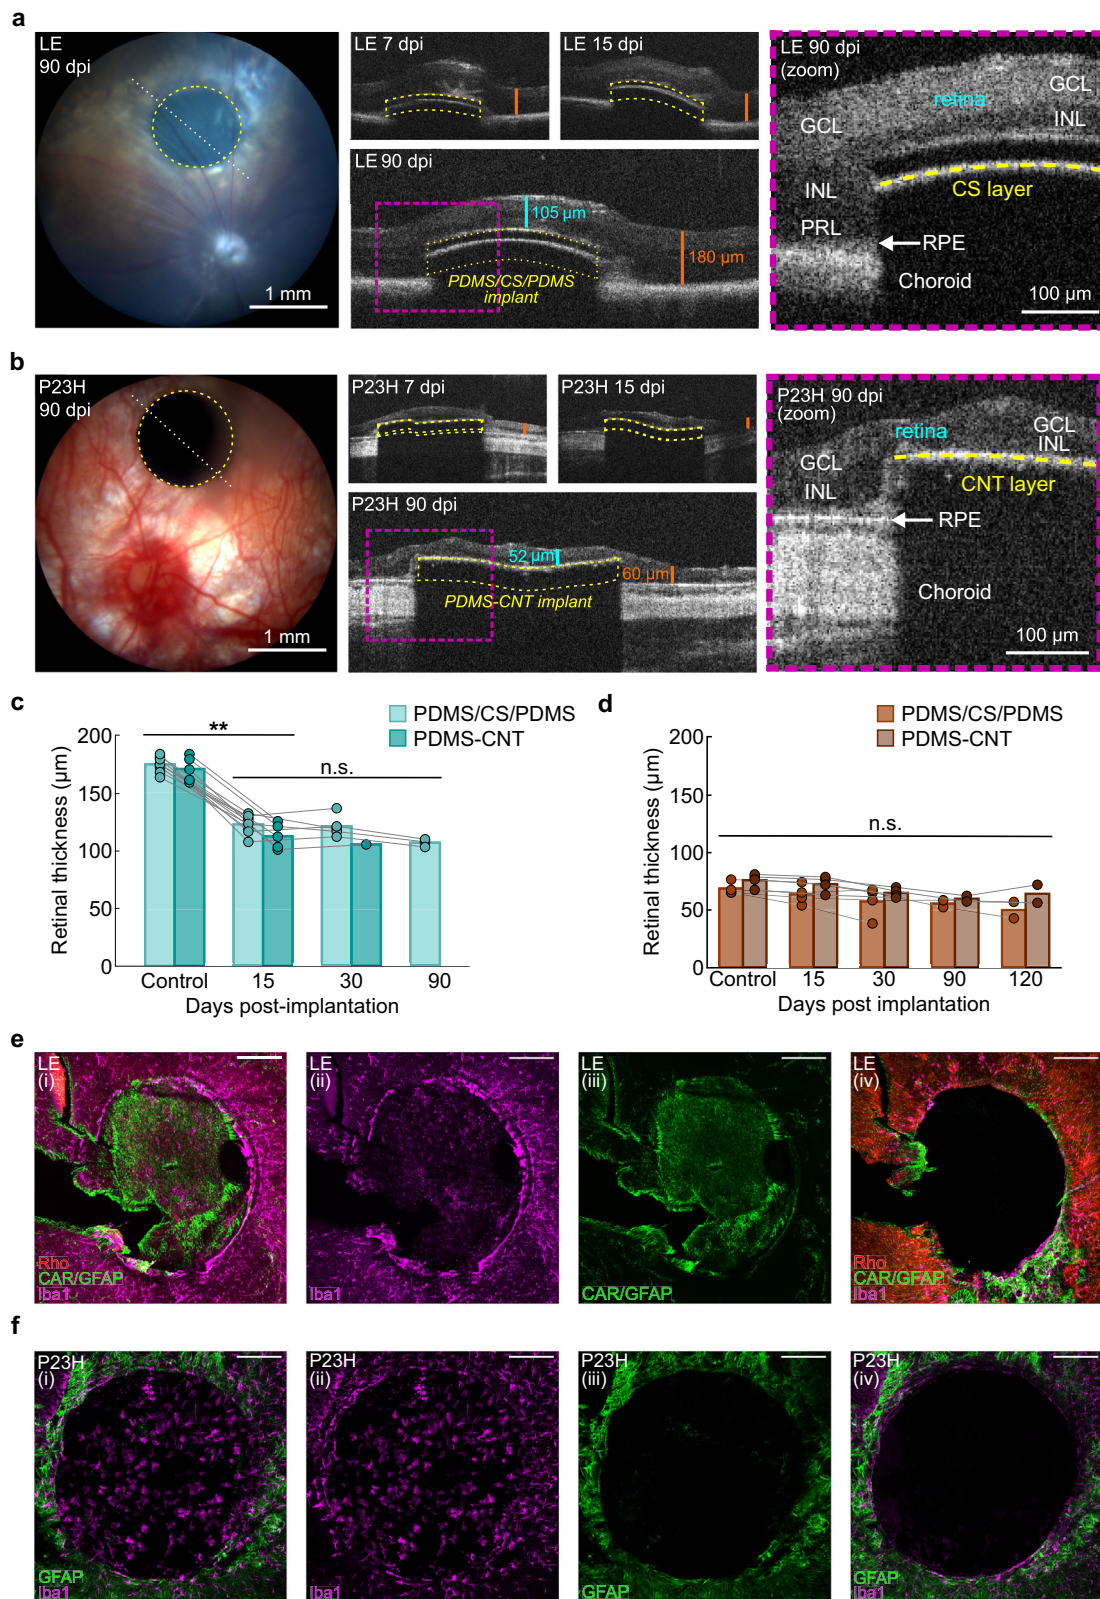 a
LE
90 dpi
1 mm
LE 7 dpi
LE 15 dpi
LE 90 dpi
105 µm
180 µm
PDMS/CS/PDMS
implant
LE 90 dpi
(zoom)
retina
GCL
GCL
INL
INL
CS layer
PRL
RPE
Choroid
100 µm
b
P23H
90 dpi
1 mm
P23H 7 dpi
P23H 15 dpi
P23H 90 dpi
52 µm
60 µm
PDMS-CNT implant
P23H 90 dpi
(zoom)
retina
GCL
INL
GCL
INL
CNT layer
RPE
Choroid
100 µm
c
PDMS/CS/PDMS
PDMS-CNT
**
n.s.
Retinal thickness (µm)
200
150
100
50
0
Control 15 30 90
Days post-implantation
d
PDMS/CS/PDMS
PDMS-CNT
n.s.
Retinal thickness (µm)
200
150
100
50
0
Control 15 30 90 120
Days post implantation
e
LE
(i)
Rho
CAR/GFAP
Iba1
LE
(ii)
Iba1
LE
(iii)
CAR/GFAP
LE
(iv)
Rho
CAR/GFAP
Iba1
f
P23H
(i)
GFAP
Iba1
P23H
(ii)
Iba1
P23H
(iii)
GFAP
P23H
(iv)
GFAP
Iba1